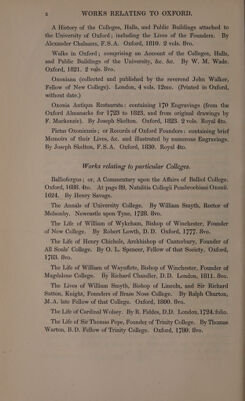 2 WORKS RELATING TO OXFORD.
A History of the Colleges, Halls, and Public Buildings attached to
the University of Oxford; including the Lives of the Founders. By
Alexander Chalmers, F.S.A. Oxford, 1810. 2 vols. 8vo.
Walks in Oxford; comprising an Account of the Colleges, Halls,
and Public Buildings of the University, &c. &c. By W. M. Wade.
Oxford, 1821. 2 vols. 8vo.
Oxoniana (collected and published by the reverend John Walker,
Fellow of New College). London, 4 vols. 12mo. (Printed in Oxford,
without date.)
Oxonia Antiqua Restaurata: containing 170 Engravings (from the
Oxford Almanacks for 1723 to 1823, and from original drawings by
F. Mackenzie). By Joseph Skelton. Oxford, 1823. 2 vols. Royal 4to.
Pietas Oxoniensis; or Records of Oxford Founders: containing brief
Memoirs of their Lives, &c. and illustrated by numerous Engravings.
By Joseph Skelton, F.S.A. Oxford, 1830. Royal 4to.
Works relating to particular Colleges.
Balliofergus; or, A Commentary upon the Affairs of Balliol College.
Oxford, 1668. 4to. At page 89, Natalitia Collegii Pembrochiani Oxonii.
1624. By Henry Savage.
The Annals of University College. By William Smyth, Rector of
Melsonby. Newcastle upon Tyne, 1728. 8vo.
The Life of William of Wykeham, Bishop of Winchester, Founder
of New College. By Robert Lowth, D.D. Oxford, 1777. 8vo.
The Life of Henry Chichele, Archbishop of Canterbury, Founder of
All Souls' College. By O. L. Spencer, Fellow of that Society. Oxford,
1783. 8vo.
The Life of William of Waynflete, Bishop of Winchester, Founder of
Magdalene College. By Richard Chandler, D.D. London, 1811. 8vo.
The Lives of William Smyth, Bishop of Lincoln, and Sir Richard
Sutton, Knight, Founders of Brase Nose College. By Ralph Churton,
M.A. late Fellow of that College. Oxford, 1800. 8vo.
The Life of Cardinal Wolsey. By R. Fiddes, D.D. London, 1724. folio.
The Life of Sir Thomas Pope, Founder of Trinity College. By Thomas
Warton, B.D. Fellow of Trinity College. Oxford, 1780. 8vo.